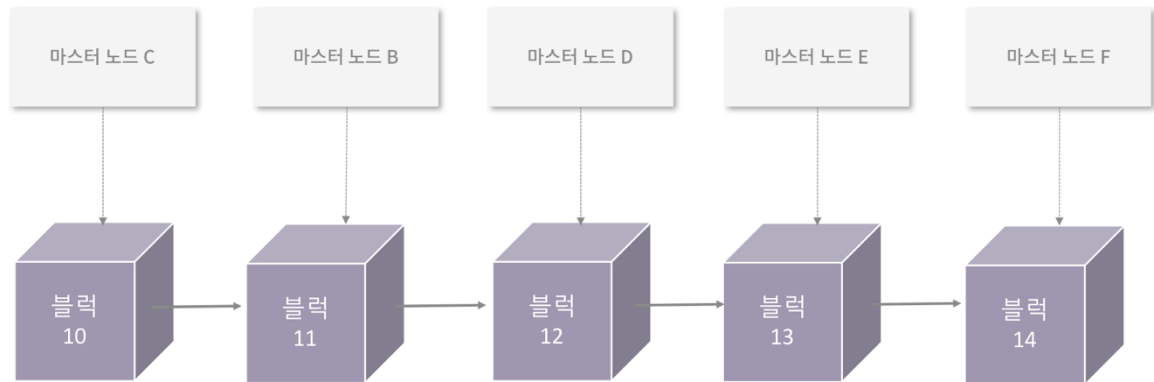 마스터 노드 C
마스터 노드 B
마스터 노드 D
마스터 노드 E
마스터 노드 F
블럭
10
블럭
11
블럭
12
블럭
13
블럭
14